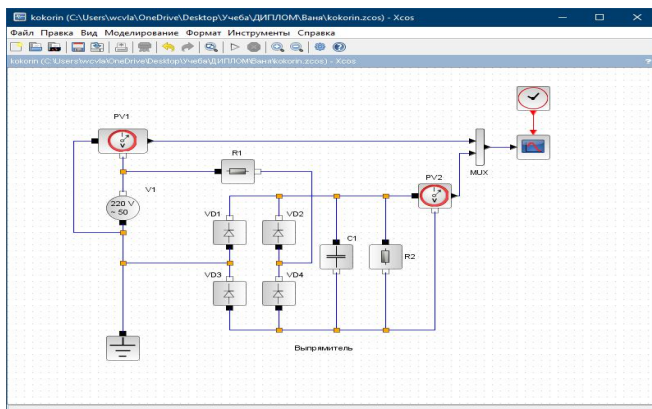 kokorin (C:\Users\wcvla\OneDrive\Desktop\Учеба\ДИПЛОМ\Ваня\kokorin.zcos) - Xcos
Файл Правка Вид Моделирование Формат Инструменты Справка
kokorin (C:\Users\wcvla\OneDrive\Desktop\Учеба\ДИПЛОМ\Ваня\kokorin.zcos) - Xcos
PV1
V
R1
MUX
PV2
V
V1
220 V
~ 50
VD1
VD2
C1
R2
VD3
VD4
Выпрямитель